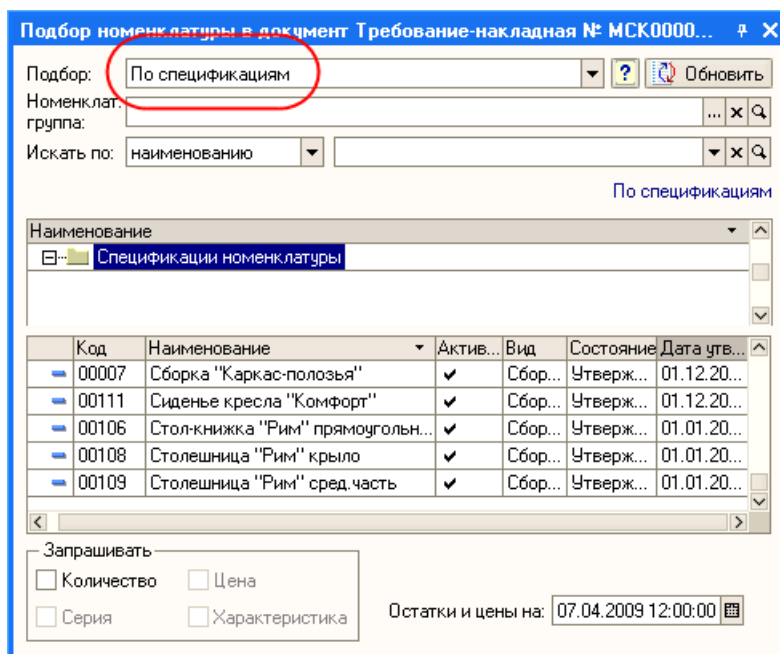 Подбор номенклатуры в документ Требование-накладная № МСК0000...
Подбор: По спецификациям ? Обновить
Номенклат.
группа:
Искать по: наименованию
По спецификациям
Наименование
Спецификации номенклатуры
Код Наименование Актив... Вид Состояние Дата утв...
00007 Сборка "Каркас-полозья" Сбор... Утверж... 01.12.20...
00111 Сиденье кресла "Комфорт" Сбор... Утверж... 01.12.20...
00106 Стол-книжка "Рим" прямоугольн... Сбор... Утверж... 01.01.20...
00108 Столешница "Рим" крыло Сбор... Утверж... 01.01.20...
00109 Столешница "Рим" сред.часть Сбор... Утверж... 01.01.20...
Запрашивать
Количество Цена
Серия Характеристика Остатки и цены на: 07.04.2009 12:00:00